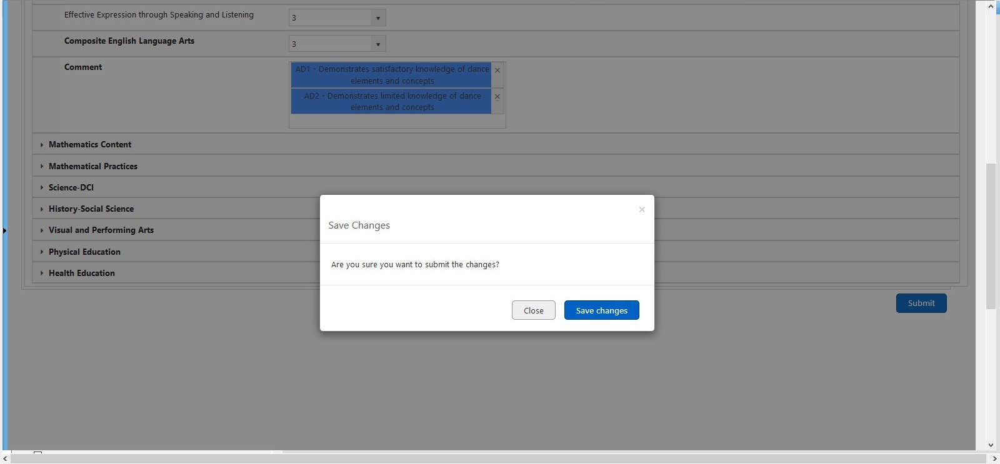 Effective Expression through Speaking and Listening
3
Composite English Language Arts
3
Comment
AD1 - Demonstrates satisfactory knowledge of dance
elements and concepts
AD2 - Demonstrates limited knowledge of dance
elements and concepts
Mathematics Content
Mathematical Practices
Science-DCI
History-Social Science
Visual and Performing Arts
Physical Education
Health Education
Save Changes
Are you sure you want to submit the changes?
Close
Save changes
Submit